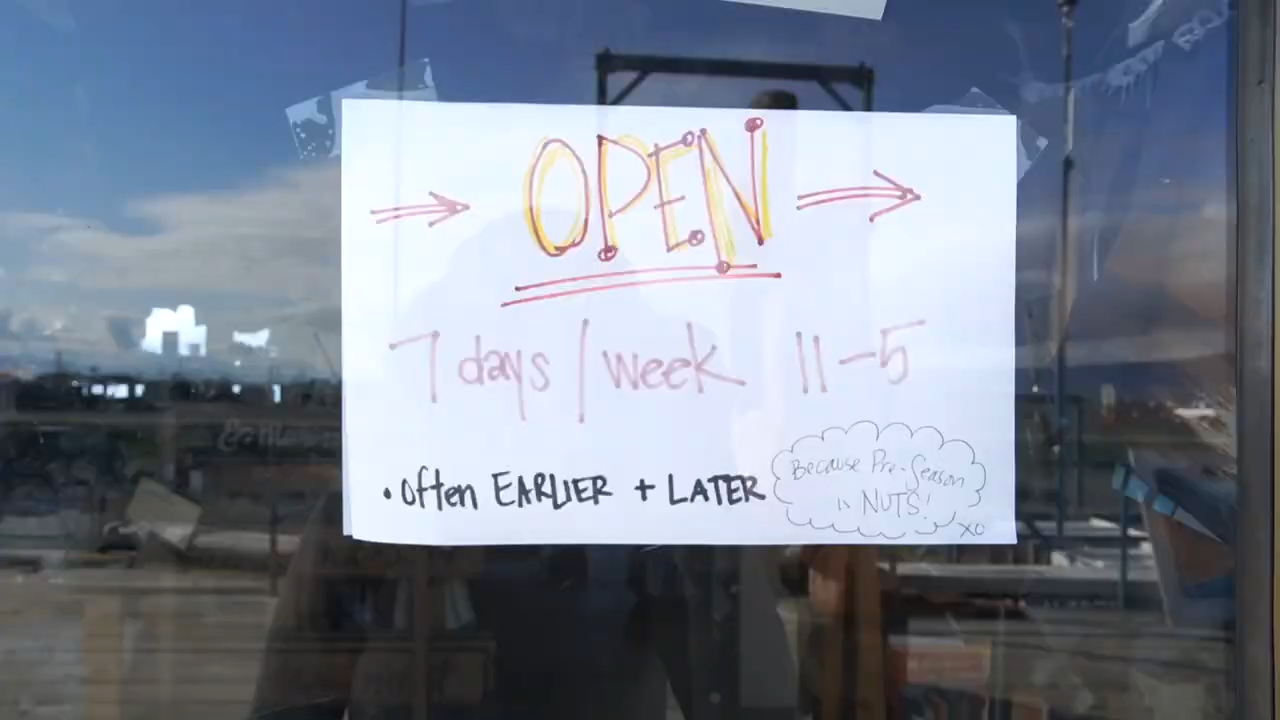 → OPEN →
7 days / week 11-5
• Often EARLIER + LATER
Because Pre-Season
is NUTS!
XO